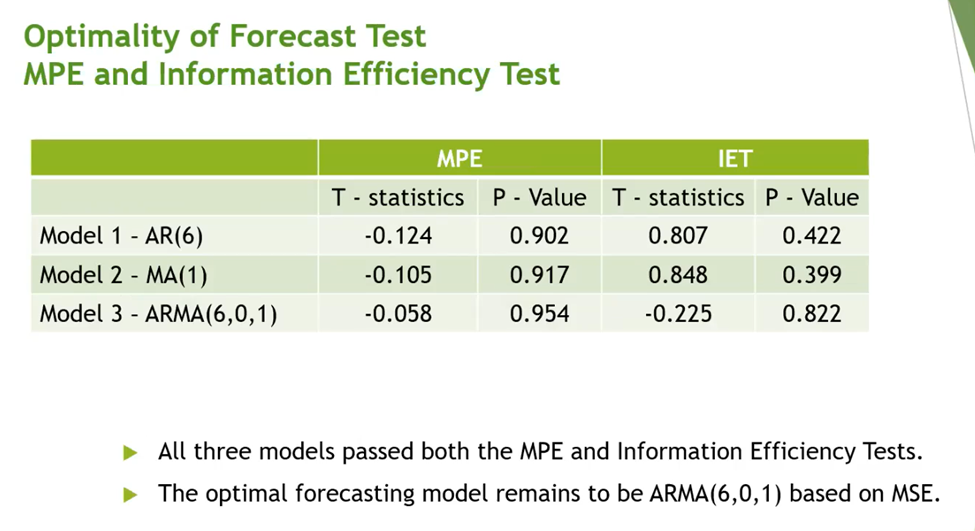 Optimality of Forecast Test
MPE and Information Efficiency Test
MPE IET
T - statistics P - Value T - statistics P - Value
Model 1 – AR(6) -0.124 0.902 0.807 0.422
Model 2 – MA(1) -0.105 0.917 0.848 0.399
Model 3 – ARMA(6,0,1) -0.058 0.954 -0.225 0.822
All three models passed both the MPE and Information Efficiency Tests.
The optimal forecasting model remains to be ARMA(6,0,1) based on MSE.